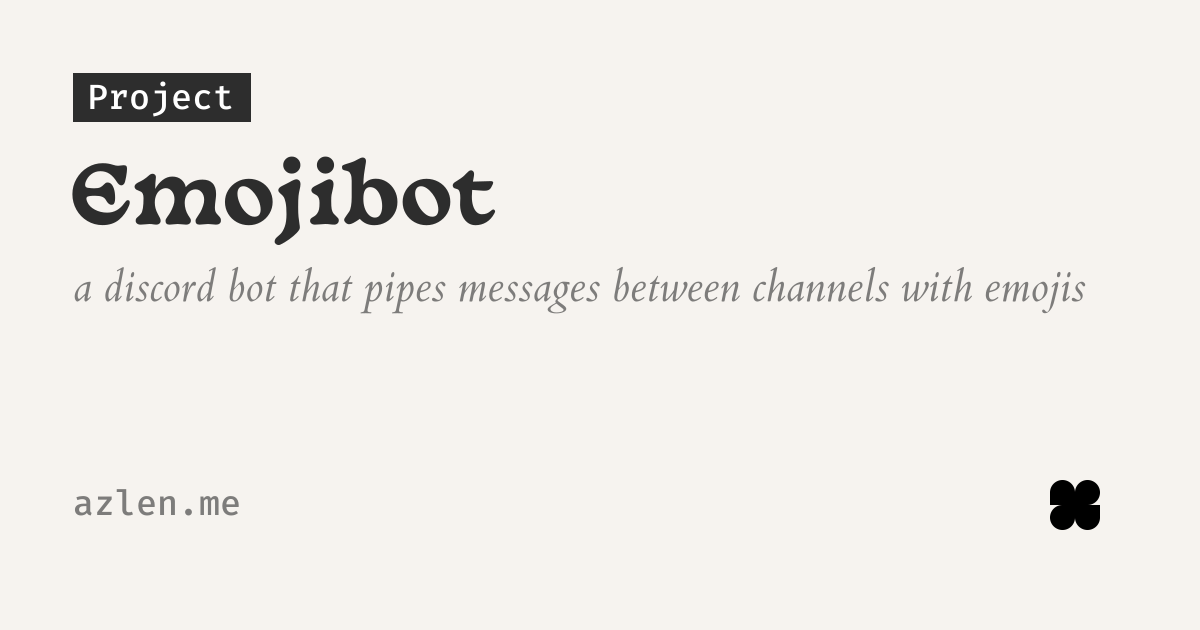 Project
Emojibot
a discord bot that pipes messages between channels with emojis
azlen.me